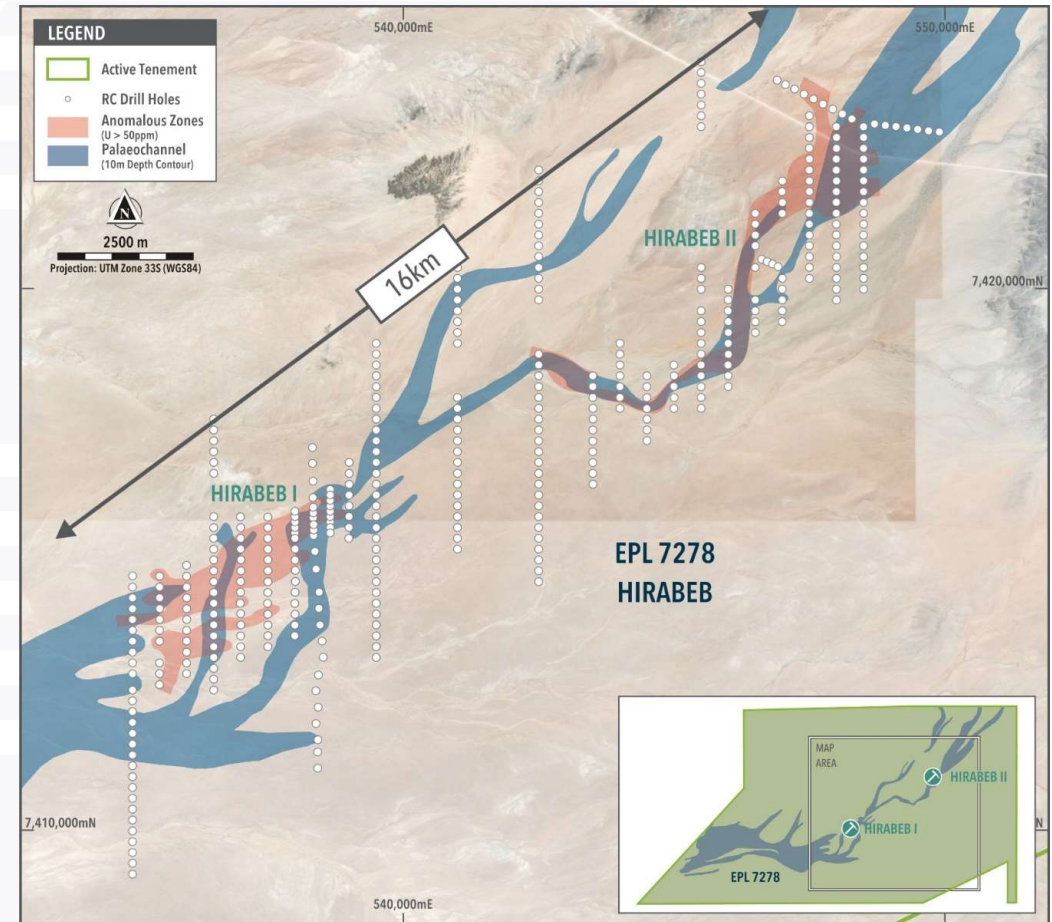 LEGEND
Active Tenement
RC Drill Holes
Anomalous Zones
(U > 50ppm)
Palaeochannel
(10m Depth Contour)
N
2500 m
Projection: UTM Zone 33S (WGS84)
540,000mE
550,000mE
16km
HIRABEB II
7,420,000mN
HIRABEB I
EPL 7278
HIRABEB
7,410,000mN
N
540,000mE
MAP
AREA
HIRABEB II
HIRABEB I
EPL 7278